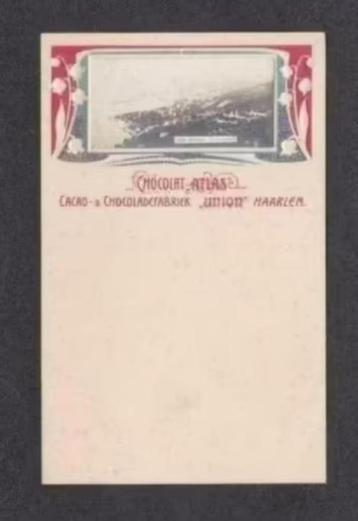 CHOCOLAT „ATLAS"
CACAO- & CHOCOLADEFABRIEK „UNION" HAARLEM.